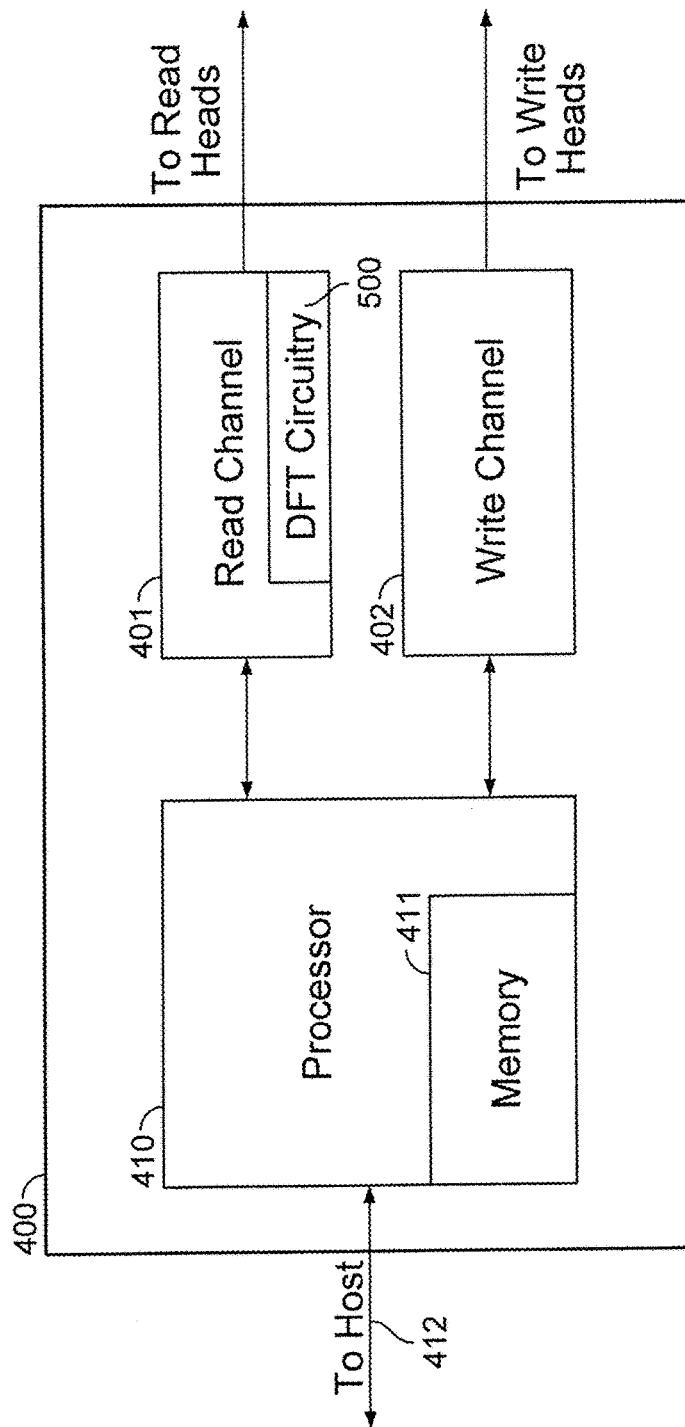 400
410
Processor
411
Memory
To Host
412
401
Read Channel
DFT Circuitry
500
402
Write Channel
To Read
Heads
To Write
Heads